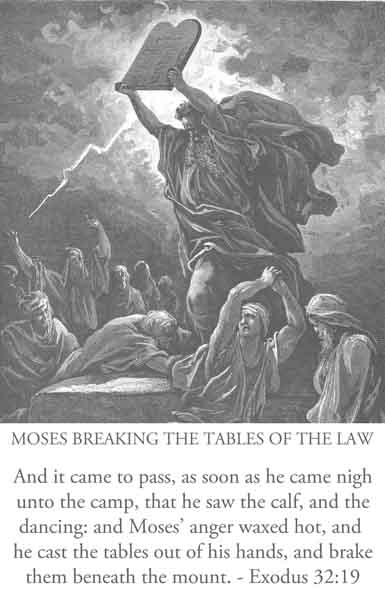 MOSES BREAKING THE TABLES OF THE LAW
And it came to pass, as soon as he came nigh
unto the camp, that he saw the calf, and the
dancing: and Moses’ anger waxed hot, and
he cast the tables out of his hands, and brake
them beneath the mount. - Exodus 32:19